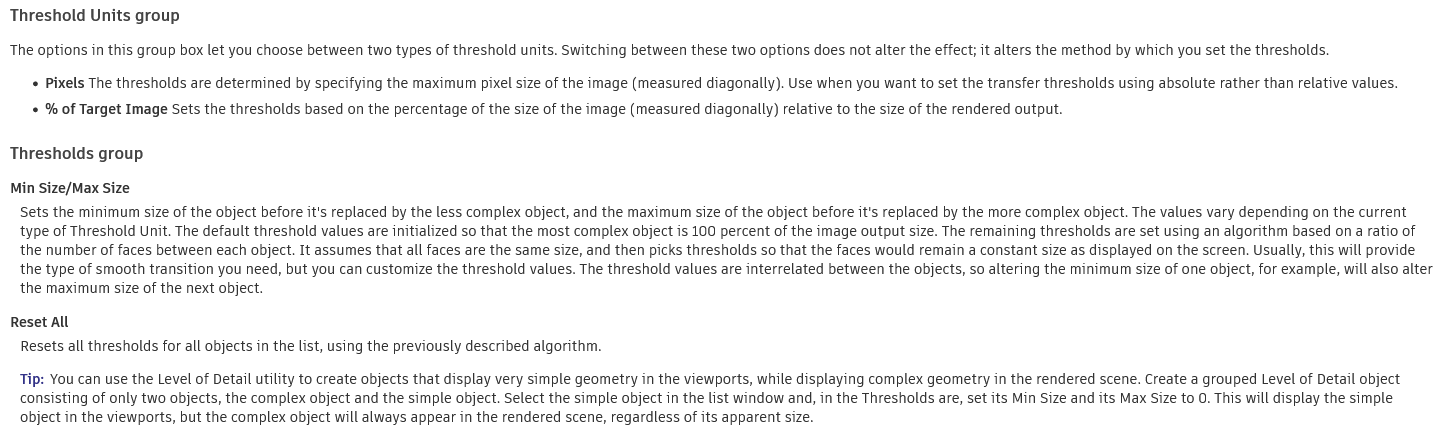 Threshold Units group
The options in this group box let you choose between two types of threshold units. Switching between these two options does not alter the effect; it alters the method by which you set the thresholds.
• Pixels The thresholds are determined by specifying the maximum pixel size of the image (measured diagonally). Use when you want to set the transfer thresholds using absolute rather than relative values.
• % of Target Image Sets the thresholds based on the percentage of the size of the image (measured diagonally) relative to the size of the rendered output.
Thresholds group
Min Size/Max Size
Sets the minimum size of the object before it's replaced by the less complex object, and the maximum size of the object before it's replaced by the more complex object. The values vary depending on the current
type of Threshold Unit. The default threshold values are initialized so that the most complex object is 100 percent of the image output size. The remaining thresholds are set using an algorithm based on a ratio of
the number of faces between each object. It assumes that all faces are the same size, and then picks thresholds so that the faces would remain a constant size as displayed on the screen. Usually, this will provide
the type of smooth transition you need, but you can customize the threshold values. The threshold values are interrelated between the objects, so altering the minimum size of one object, for example, will also alter
the maximum size of the next object.
Reset All
Resets all thresholds for all objects in the list, using the previously described algorithm.
Tip: You can use the Level of Detail utility to create objects that display very simple geometry in the viewports, while displaying complex geometry in the rendered scene. Create a grouped Level of Detail object
consisting of only two objects, the complex object and the simple object. Select the simple object in the list window and, in the Thresholds are, set its Min Size and its Max Size to 0. This will display the simple
object in the viewports, but the complex object will always appear in the rendered scene, regardless of its apparent size.